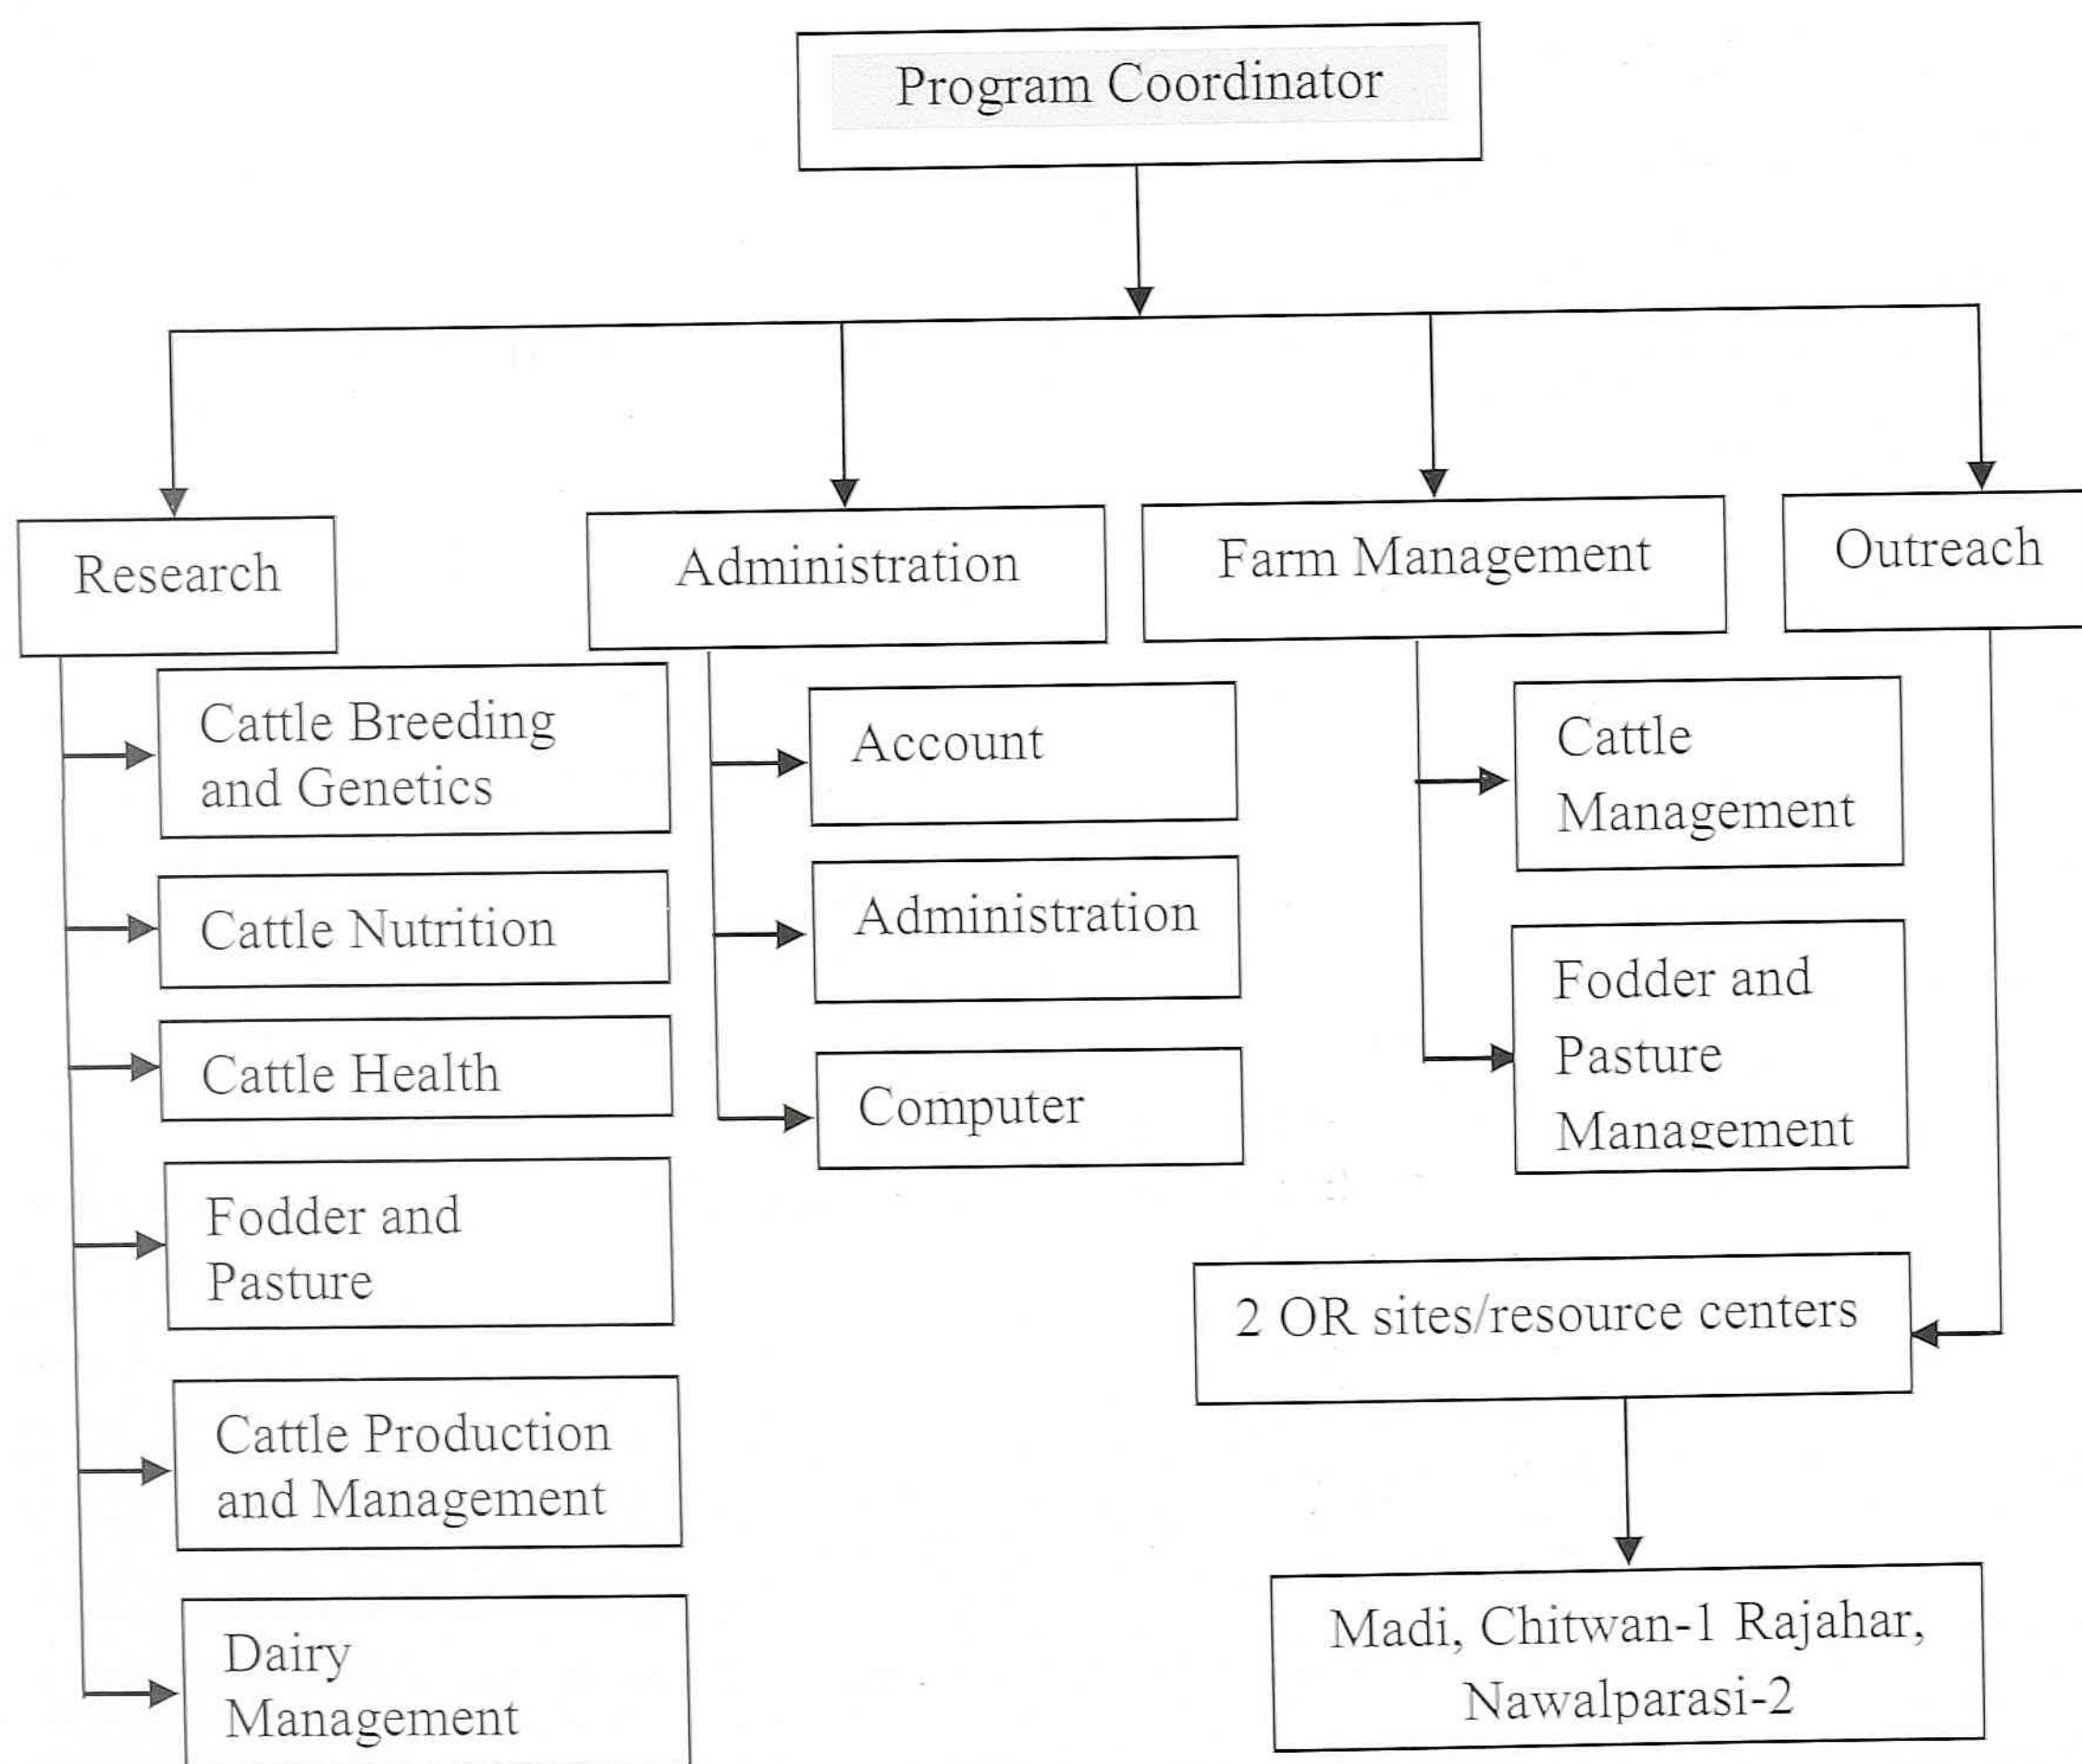 Program Coordinator
Research
Administration
Farm Management
Outreach
Cattle Breeding
and Genetics
Cattle Nutrition
Cattle Health
Fodder and
Pasture
Cattle Production
and Management
Dairy
Management
Account
Administration
Computer
Cattle
Management
Fodder and
Pasture
Management
2 OR sites/resource centers
Madi, Chitwan-1 Rajahar,
Nawalparasi-2